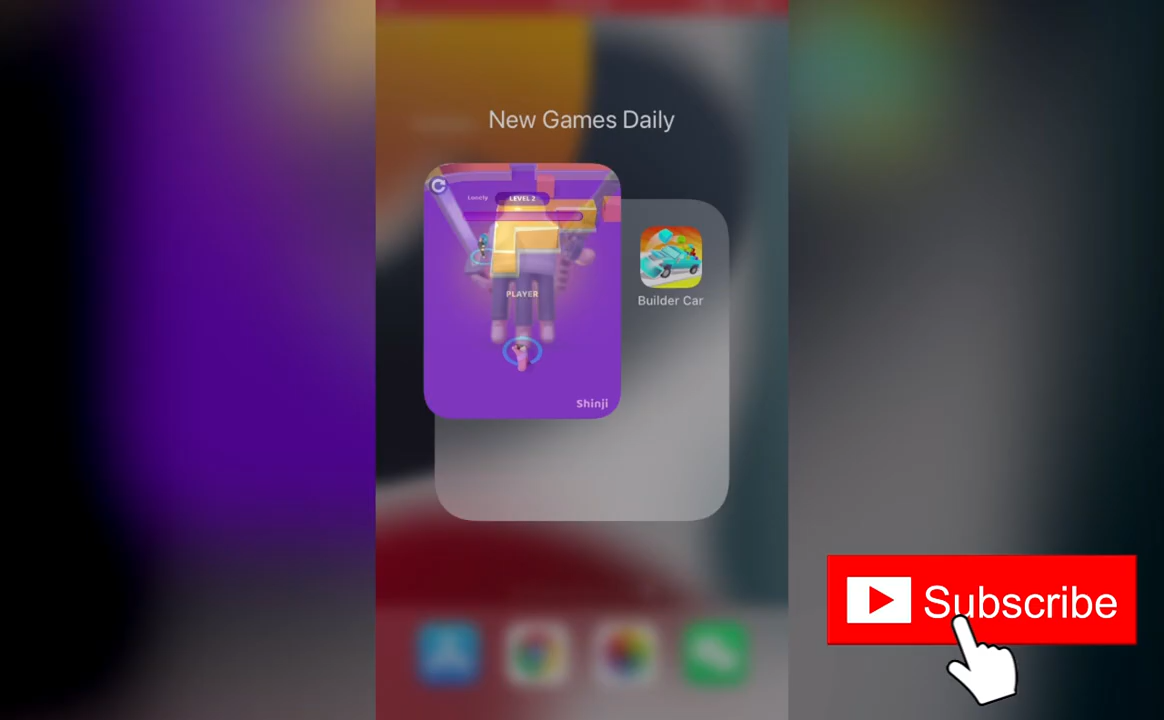 New Games Daily
LEVEL 2
PLAYER
Shinji
Builder Car
Subscribe